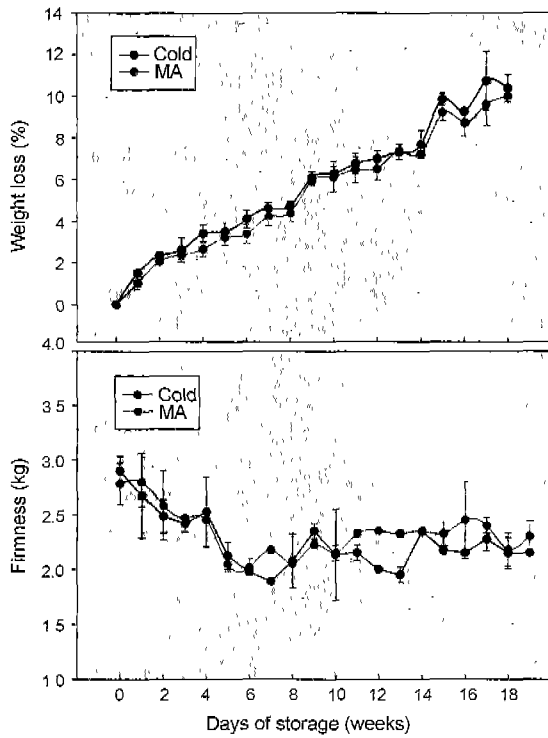 14
12
10
8
6
4
2
0
Weight loss (%)
Cold
MA
4.0
3.5
3.0
2.5
2.0
1.5
1 0
Firmness (kg)
Cold
MA
0 2 4 6 8 10 12 14 16 18
Days of storage (weeks)